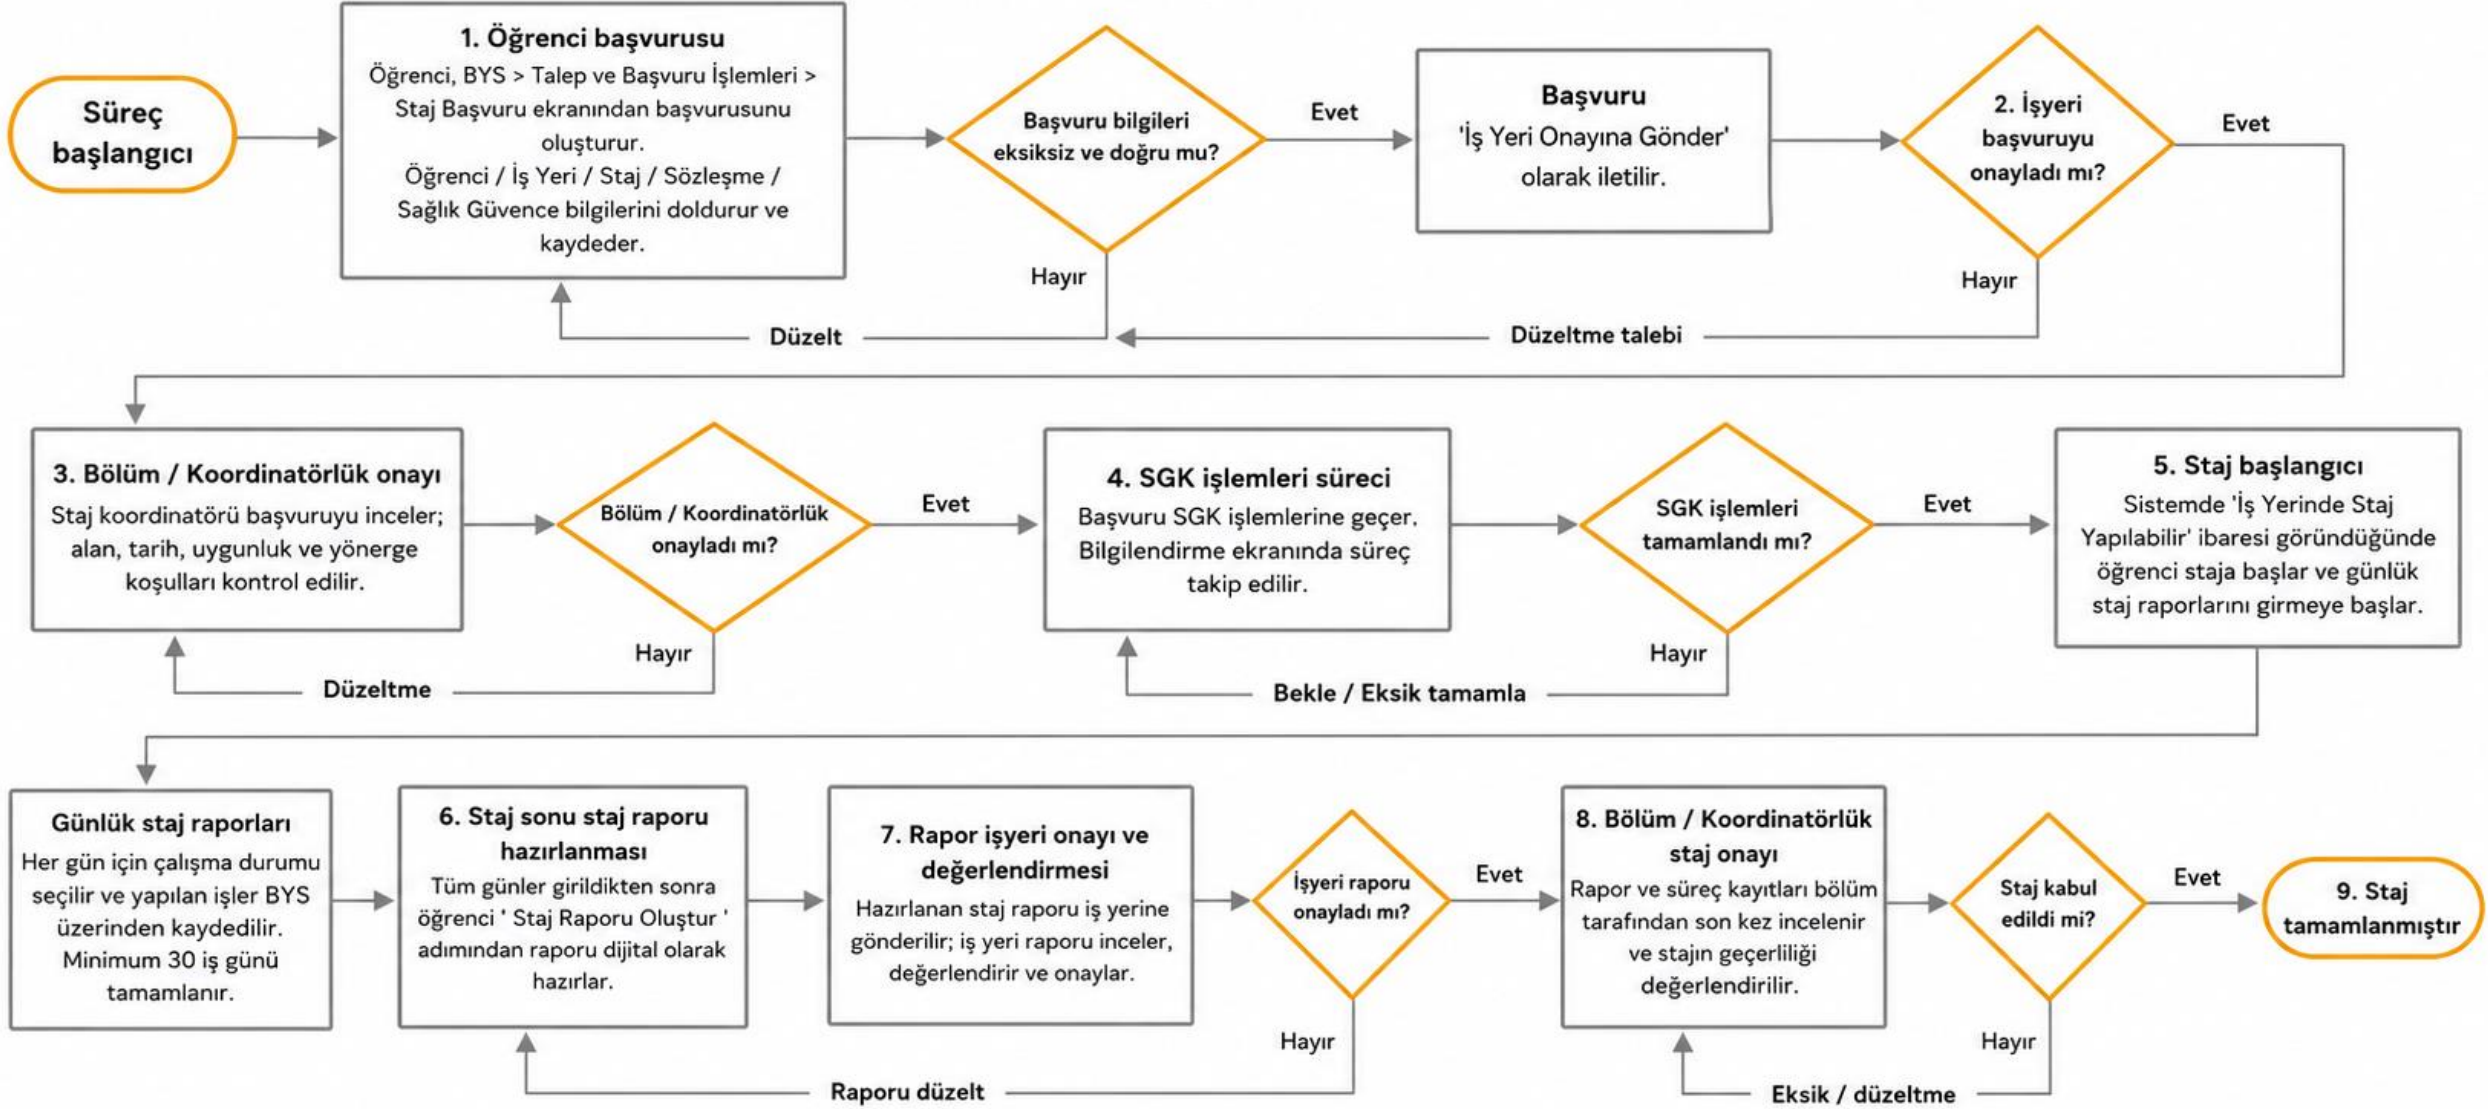 Süreç
başlangıcı
1. Öğrenci başvurusu
Öğrenci, BYS > Talep ve Başvuru İşlemleri >
Staj Başvuru ekranından başvurusunu
oluşturur.
Öğrenci / İş Yeri / Staj / Sözleşme /
Sağlık Güvence bilgilerini doldurur ve
kaydeder.
Başvuru bilgileri
eksiksiz ve doğru mu?
Evet
Hayır
Düzelt
Başvuru
'İş Yeri Onayına Gönder'
olarak iletilir.
2. İşyeri
başvuruyu
onayladı mı?
Evet
Hayır
Düzeltme talebi
3. Bölüm / Koordinatörlük onayı
Staj koordinatörü başvuruyu inceler;
alan, tarih, uygunluk ve yönerge
koşulları kontrol edilir.
Bölüm / Koordinatörlük
onayladı mı?
Evet
Hayır
Düzeltme
4. SGK işlemleri süreci
Başvuru SGK işlemlerine geçer.
Bilgilendirme ekranında süreç
takip edilir.
SGK işlemleri
tamamlandı mı?
Evet
Hayır
Bekle / Eksik tamamla
5. Staj başlangıcı
Sistemde 'İş Yerinde Staj
Yapılabilir' ibaresi göründüğünde
öğrenci staja başlar ve günlük
staj raporlarını girmeye başlar.
Günlük staj raporları
Her gün için çalışma durumu
seçilir ve yapılan işler BYS
üzerinden kaydedilir.
Minimum 30 iş günü
tamamlanır.
6. Staj sonu staj raporu
hazırlanması
Tüm günler girildikten sonra
öğrenci ' Staj Raporu Oluştur '
adımından raporu dijital olarak
hazırlar.
7. Rapor işyeri onayı ve
değerlendirmesi
Hazırlanan staj raporu iş yerine
gönderilir; iş yeri raporu inceler,
değerlendirir ve onaylar.
İşyeri raporu
onayladı mı?
Evet
Hayır
Raporu düzelt
8. Bölüm / Koordinatörlük
staj onayı
Rapor ve süreç kayıtları bölüm
tarafından son kez incelenir
ve stajın geçerliliği
değerlendirilir.
Staj kabul
edildi mi?
Evet
Hayır
Eksik / düzeltme
9. Staj
tamamlanmıştır